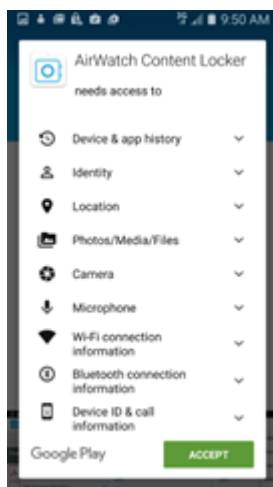 9:50 AM
AirWatch Content Locker
needs access to
Device & app history
Identity
Location
Photos/Media/Files
Camera
Microphone
Wi-Fi connection
information
Bluetooth connection
information
Device ID & call
information
Google Play
ACCEPT